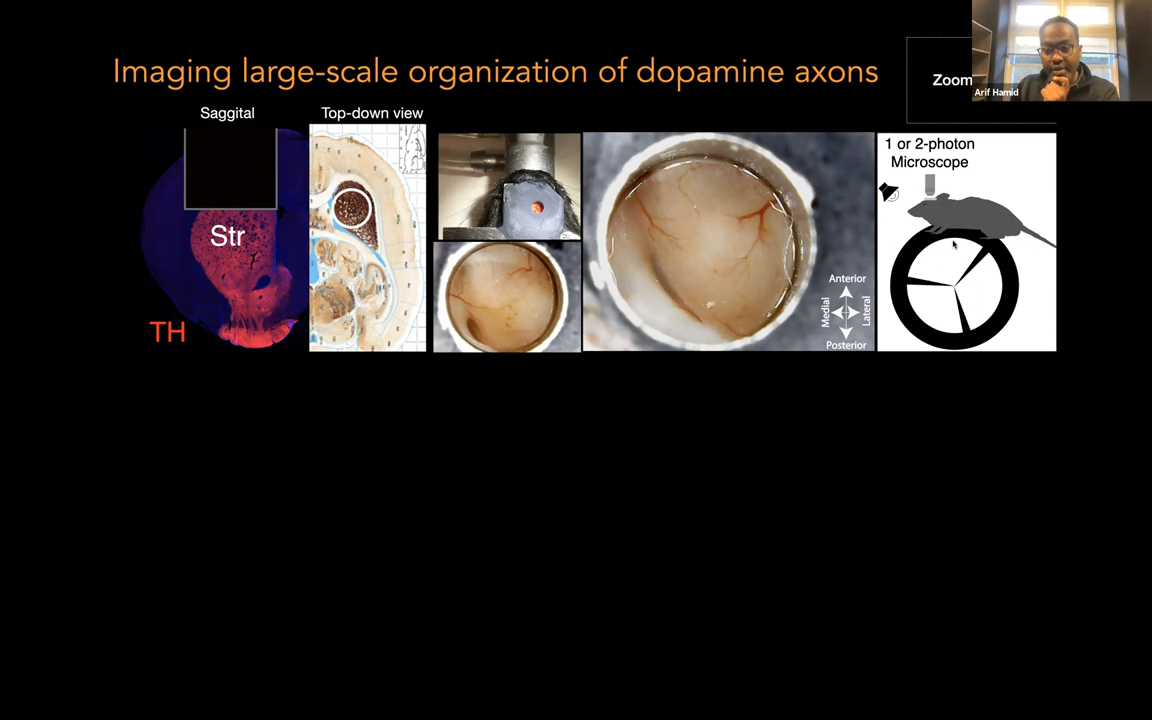 Imaging large-scale organization of dopamine axons
Zoom
Arif Hamid
Saggital
Top-down view
1 or 2-photon
Microscope
Str
TH
Anterior
Medial
Lateral
Posterior